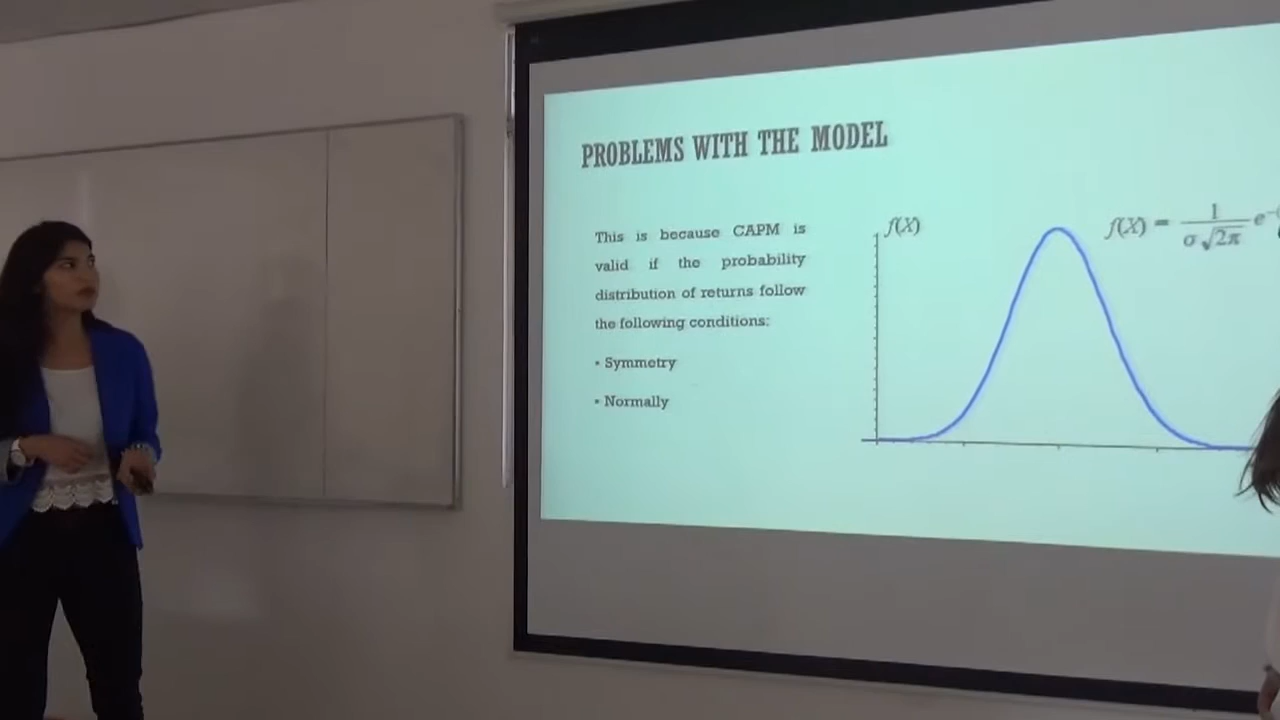 PROBLEMS WITH THE MODEL
This is because CAPM is
valid if the probability
distribution of returns follow
the following conditions:
▪ Symmetry
▪ Normally
f(X)
f(X) = 1/(σ√2π) e⁻